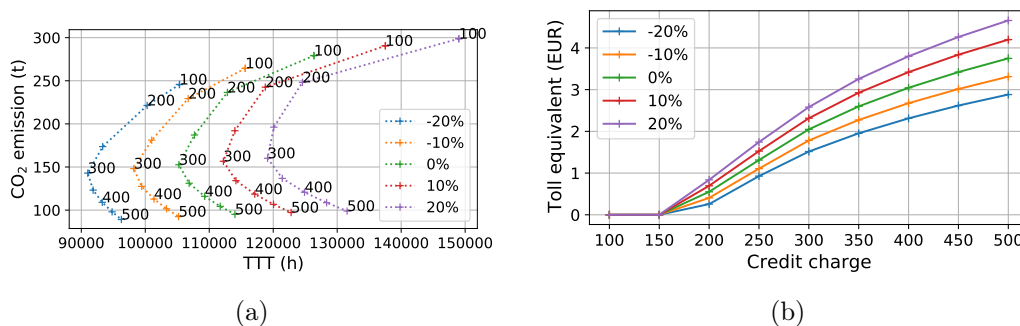 300
250
200
150
100
CO2 emission (t)
90000 100000 110000 120000 130000 140000 150000
TTT (h)
100 100 100 100 100
200 200 200 200 200
300 300 300 300 300
400 400 400 400 400
500 500 500 500 500
-20%
-10%
0%
10%
20%
(a)
4
3
2
1
0
Toll equivalent (EUR)
100 150 200 250 300 350 400 450 500
Credit charge
-20%
-10%
0%
10%
20%
(b)